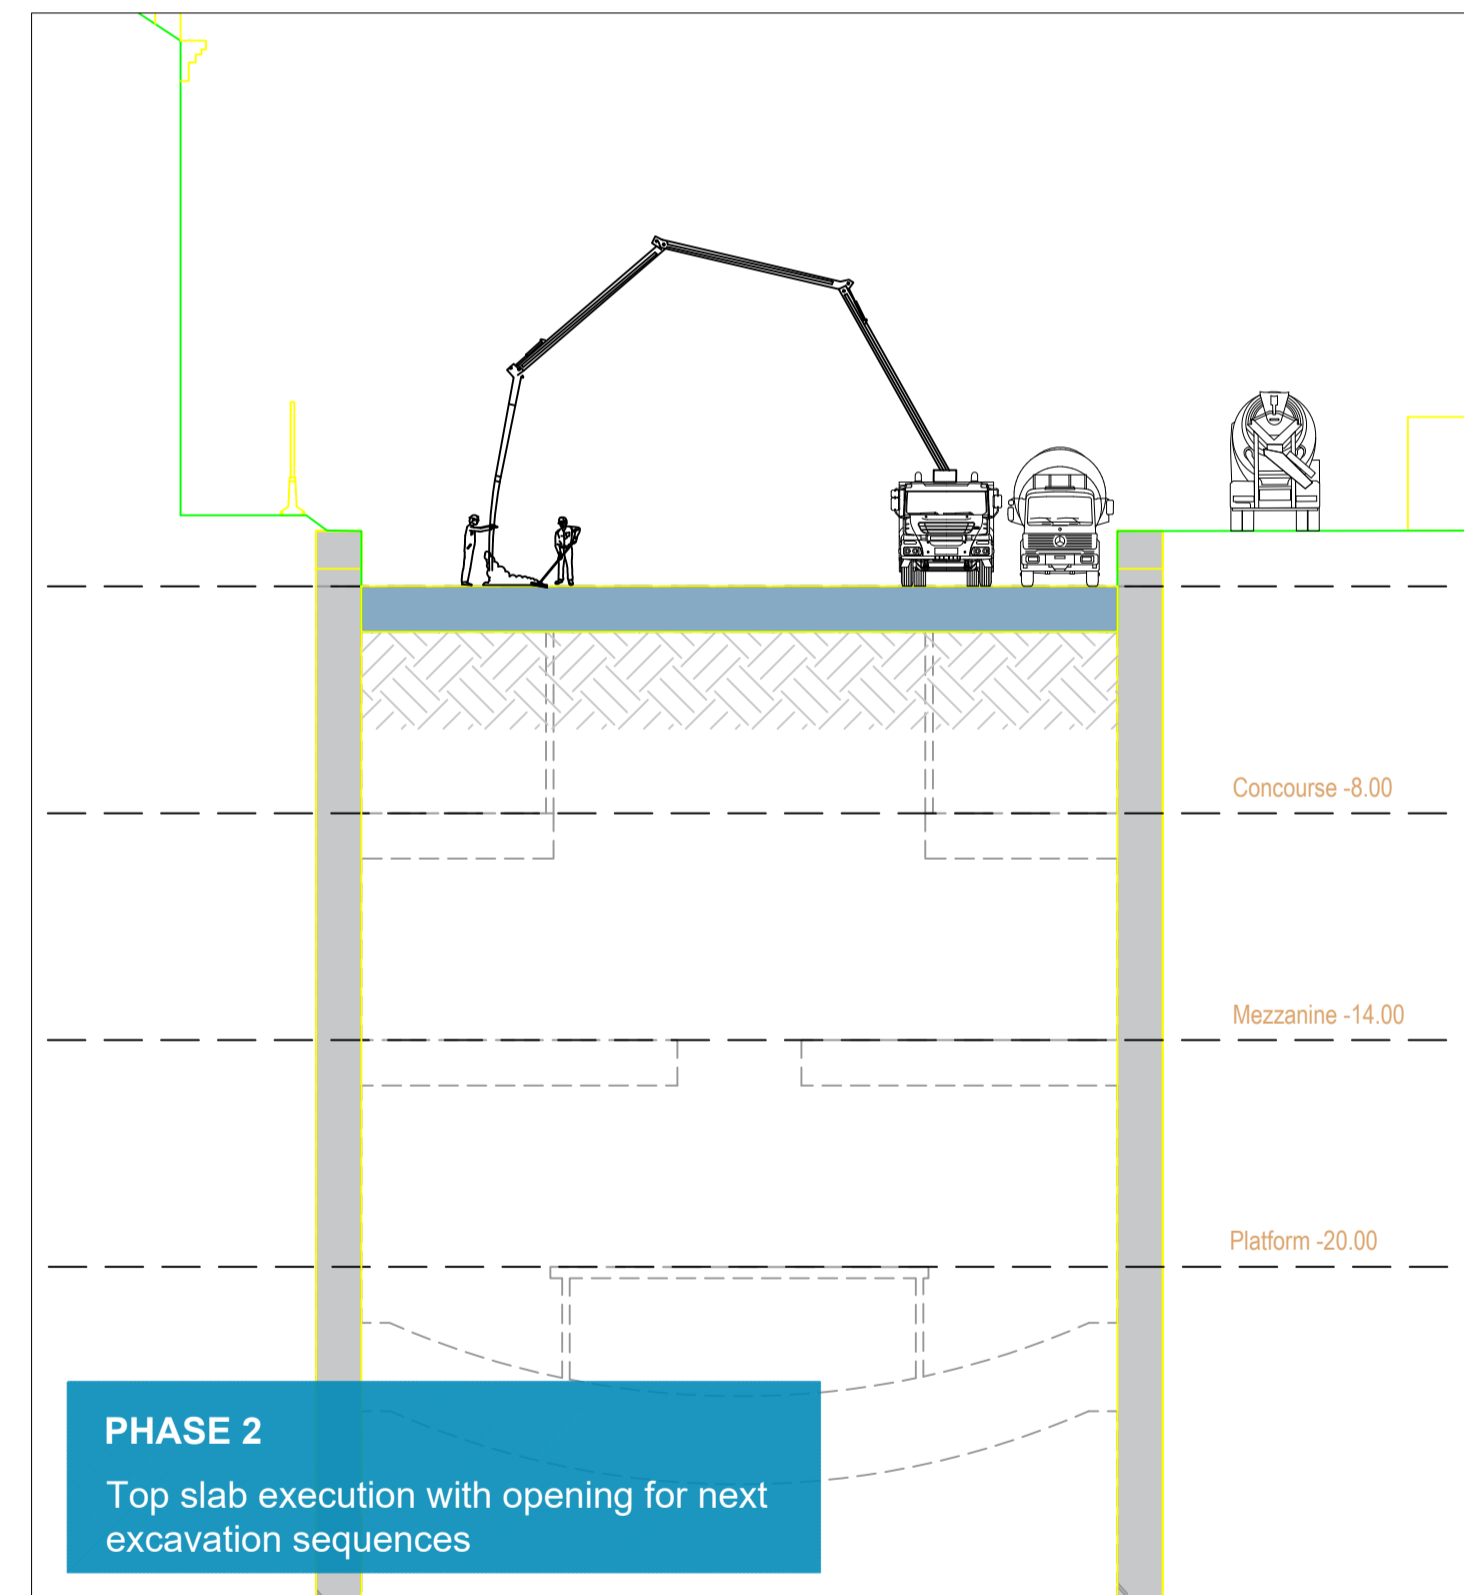 Concourse -8.00
Mezzanine -14.00
Platform -20.00
PHASE 2
Top slab execution with opening for next
excavation sequences